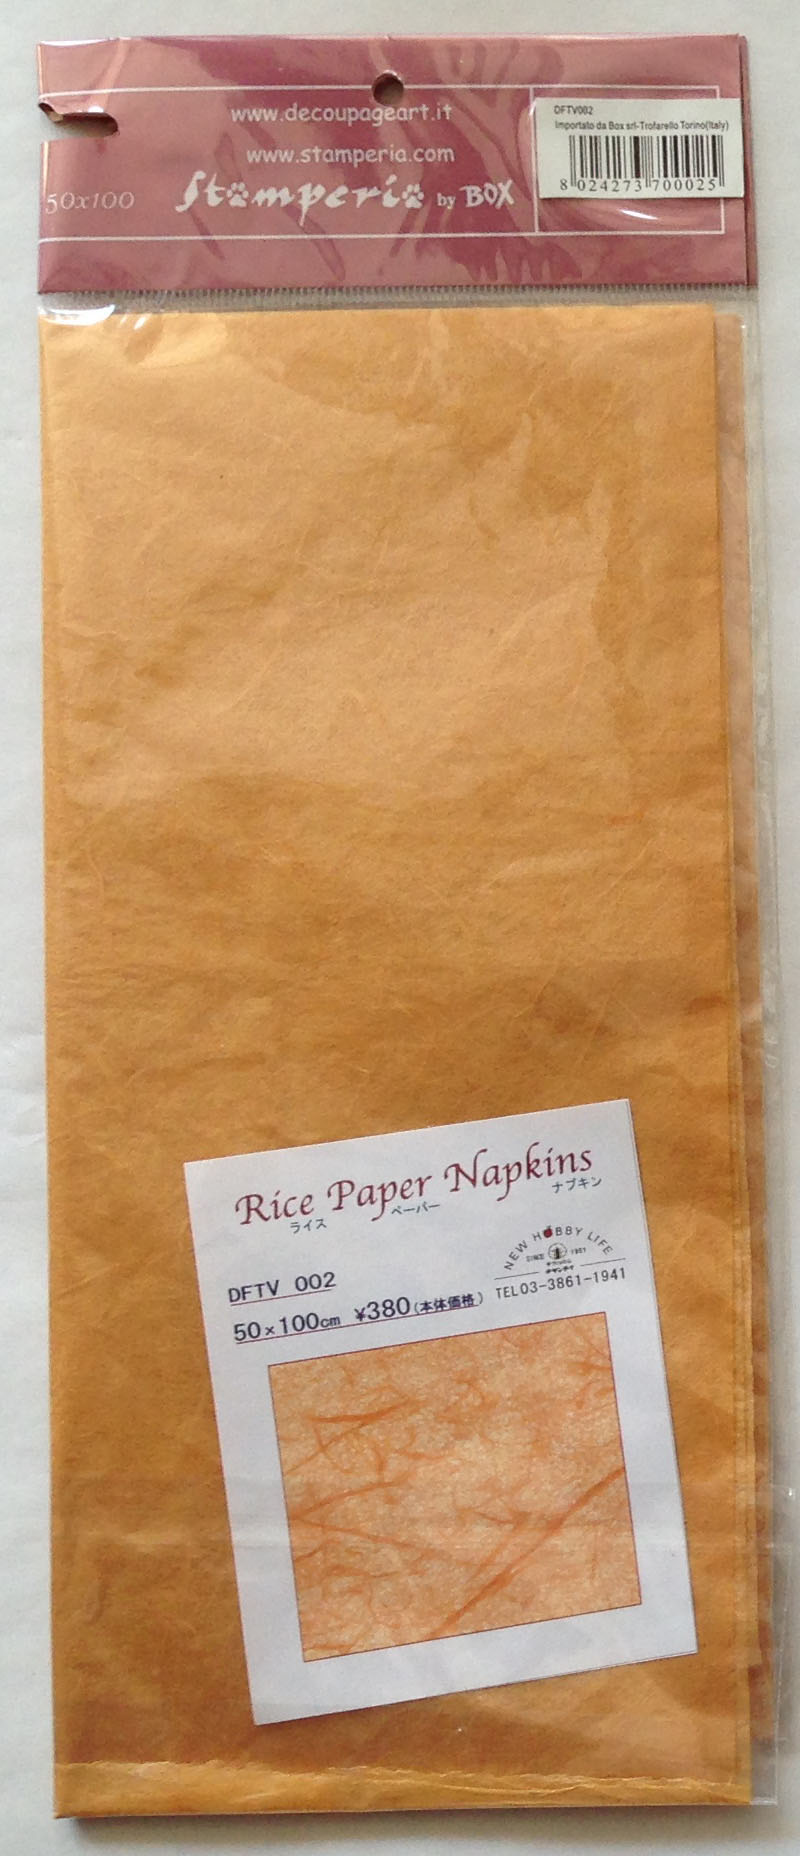 www.decoupageart.it
www.stamperia.com
50x100
Stamperia by BOX
DFTV002
Importato da Box srl-Trofarello Torino(Italy)
8 024273 700025
Rice Paper Napkins
ライス ペーパー ナプキン
NEW HOBBY LIFE
SINCE 1951
DFTV 002
TEL03-3861-1941
50×100cm ¥380(本体価格)